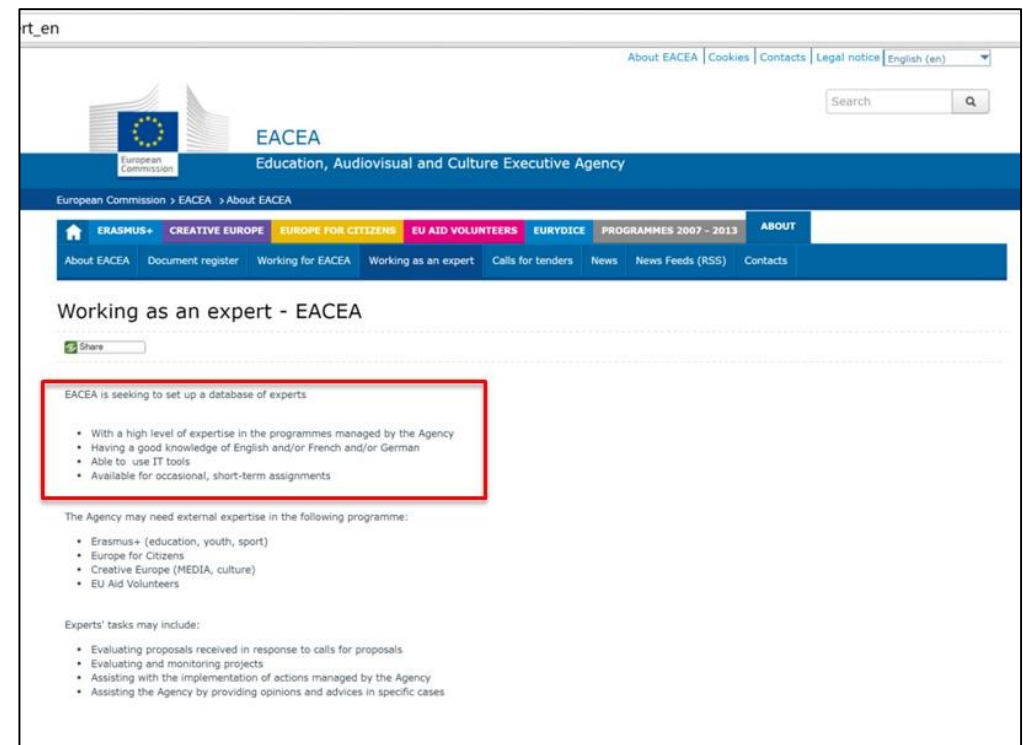 rt_en
About EACEA | Cookies | Contacts | Legal notice English (en)
Search
European
Commission
EACEA
Education, Audiovisual and Culture Executive Agency
European Commission > EACEA > About EACEA
ERASMUS+ CREATIVE EUROPE EUROPE FOR CITIZENS EU AID VOLUNTEERS EURYDICE PROGRAMMES 2007 - 2013 ABOUT
About EACEA Document register Working for EACEA Working as an expert Calls for tenders News News Feeds (RSS) Contacts
Working as an expert - EACEA
Share
EACEA is seeking to set up a database of experts
• With a high level of expertise in the programmes managed by the Agency
• Having a good knowledge of English and/or French and/or German
• Able to use IT tools
• Available for occasional, short-term assignments
The Agency may need external expertise in the following programme:
• Erasmus+ (education, youth, sport)
• Europe for Citizens
• Creative Europe (MEDIA, culture)
• EU Aid Volunteers
Experts' tasks may include:
• Evaluating proposals received in response to calls for proposals
• Evaluating and monitoring projects
• Assisting with the implementation of actions managed by the Agency
• Assisting the Agency by providing opinions and advices in specific cases